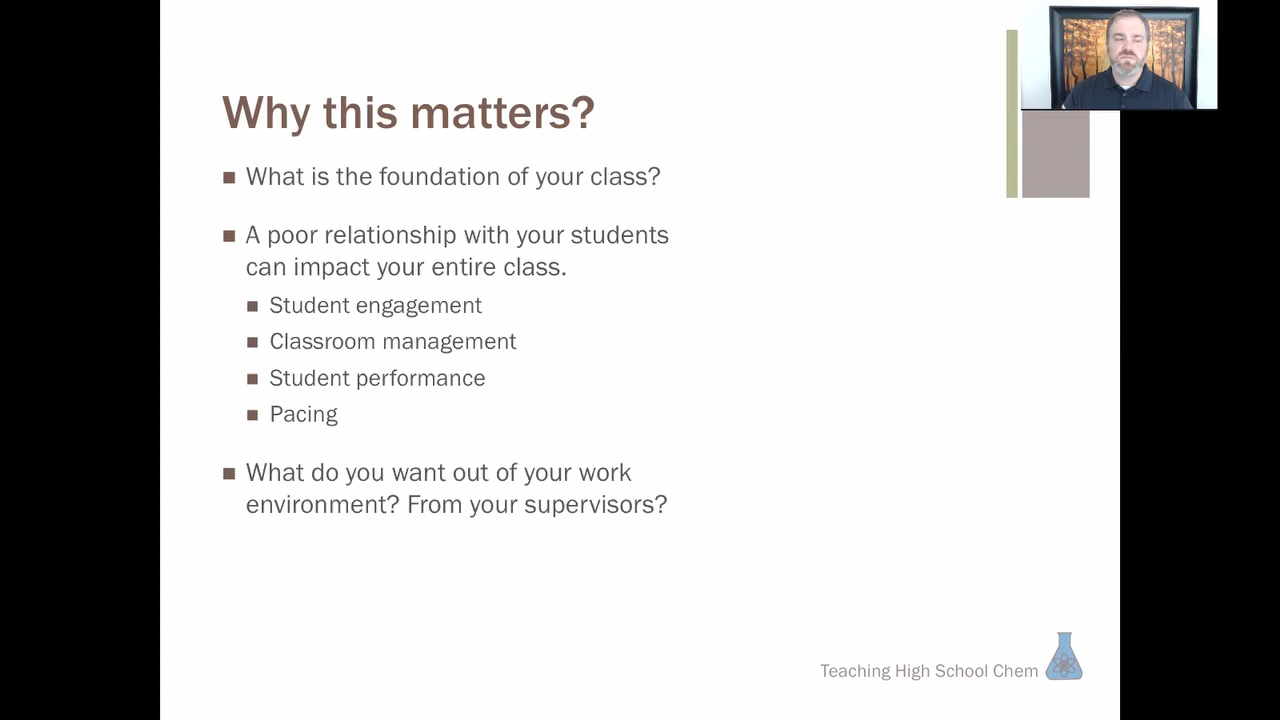 Why this matters?
■ What is the foundation of your class?
■ A poor relationship with your students
can impact your entire class.
■ Student engagement
■ Classroom management
■ Student performance
■ Pacing
■ What do you want out of your work
environment? From your supervisors?
Teaching High School Chem